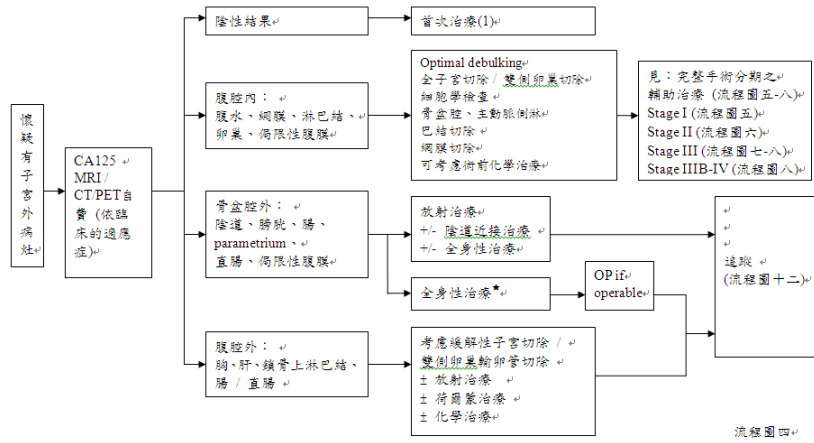 懷疑有子宮外病灶
CA125
MRI /
CT/PET自
費 (依臨
床的適應
症)
陰性結果
首次治療(1)
腹腔內：
腹水、網膜、淋巴結、
卵巢、侷限性腹膜
Optimal debulking
全子宮切除 / 雙側卵巢切除
細胞學檢查
骨盆腔、主動脈側淋
巴結切除
網膜切除
可考慮術前化學治療
見：完整手術分期之
輔助治療 (流程圖五-八)
Stage I (流程圖五)
Stage II (流程圖六)
Stage III (流程圖七-八)
Stage IIIB-IV (流程圖八)
骨盆腔外：
陰道、膀胱、腸、
parametrium、
直腸、侷限性腹膜
放射治療
+/- 陰道近接治療
+/- 全身性治療
全身性治療★
OP if
operable
追蹤
(流程圖十二)
腹腔外：
胸、肝、鎖骨上淋巴結、
腸 / 直腸
考慮緩解性子宮切除 /
雙側卵巢輸卵管切除
± 放射治療
± 荷爾蒙治療
± 化學治療
流程圖四